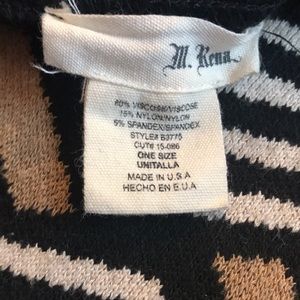 M. Rena
80% VISCOSNO/VISCOSE
15% NYLON/NYLON
5% SPANDEX/SPANDEX
STYLE# B3775
CUT# 15-086
ONE SIZE
UNITALLA
MADE IN U.S.A
HECHO EN E.U.A